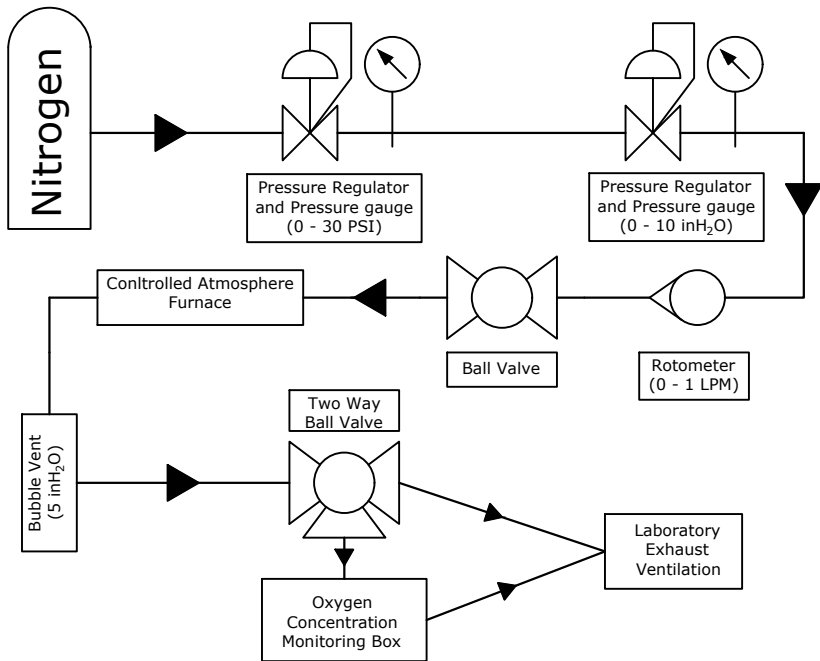 Nitrogen
Pressure Regulator
and Pressure gauge
(0 - 30 PSI)
Pressure Regulator
and Pressure gauge
(0 - 10 inH₂O)
Conltrolled Atmosphere
Furnace
Ball Valve
Rotometer
(0 - 1 LPM)
Bubble Vent
(5 inH₂O)
Two Way
Ball Valve
Oxygen
Concentration
Monitoring Box
Laboratory
Exhaust
Ventilation